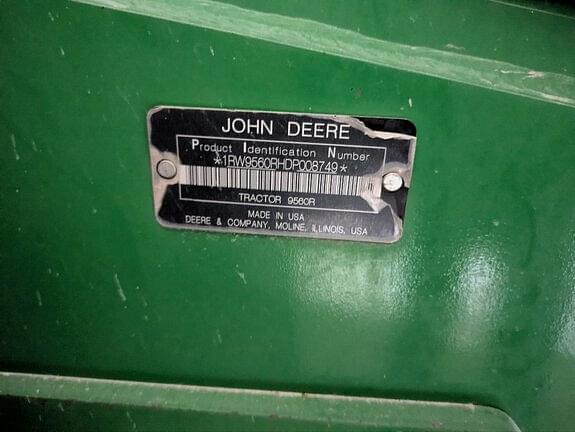 JOHN DEERE
Product Identification Number
*1RW9560RHDP008749*
TRACTOR 9560R
MADE IN USA
DEERE & COMPANY, MOLINE, ILLINOIS, USA